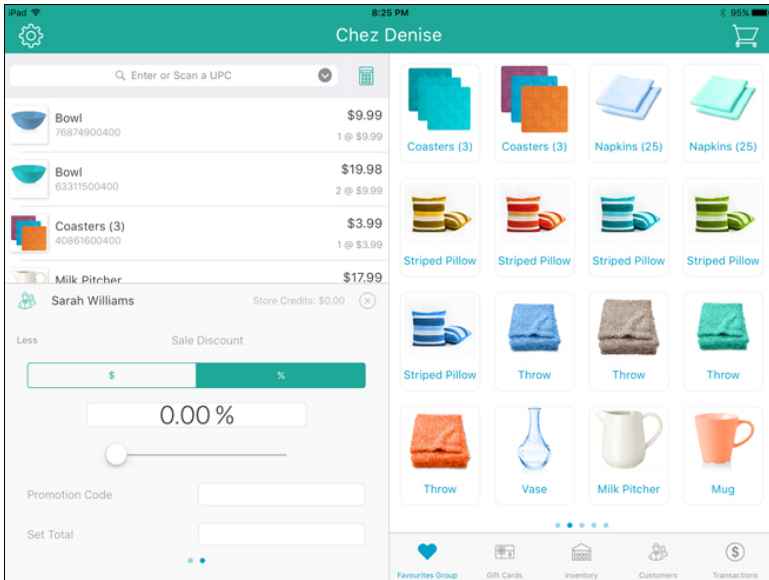 iPad 8:25 PM 95%
Chez Denise
Enter or Scan a UPC
Bowl $9.99
76874900400 1 @ $9.99
Bowl $19.98
63311500400 2 @ $9.99
Coasters (3) $3.99
40861600400 1 @ $3.99
Milk Pitcher $17.99
Sarah Williams Store Credits: $0.00
Less Sale Discount
$ %
0.00 %
Promotion Code
Set Total
Coasters (3) Coasters (3) Napkins (25) Napkins (25)
Striped Pillow Striped Pillow Striped Pillow Striped Pillow
Striped Pillow Throw Throw Throw
Throw Vase Milk Pitcher Mug
Favourites Group Gift Cards Inventory Customers Transactions